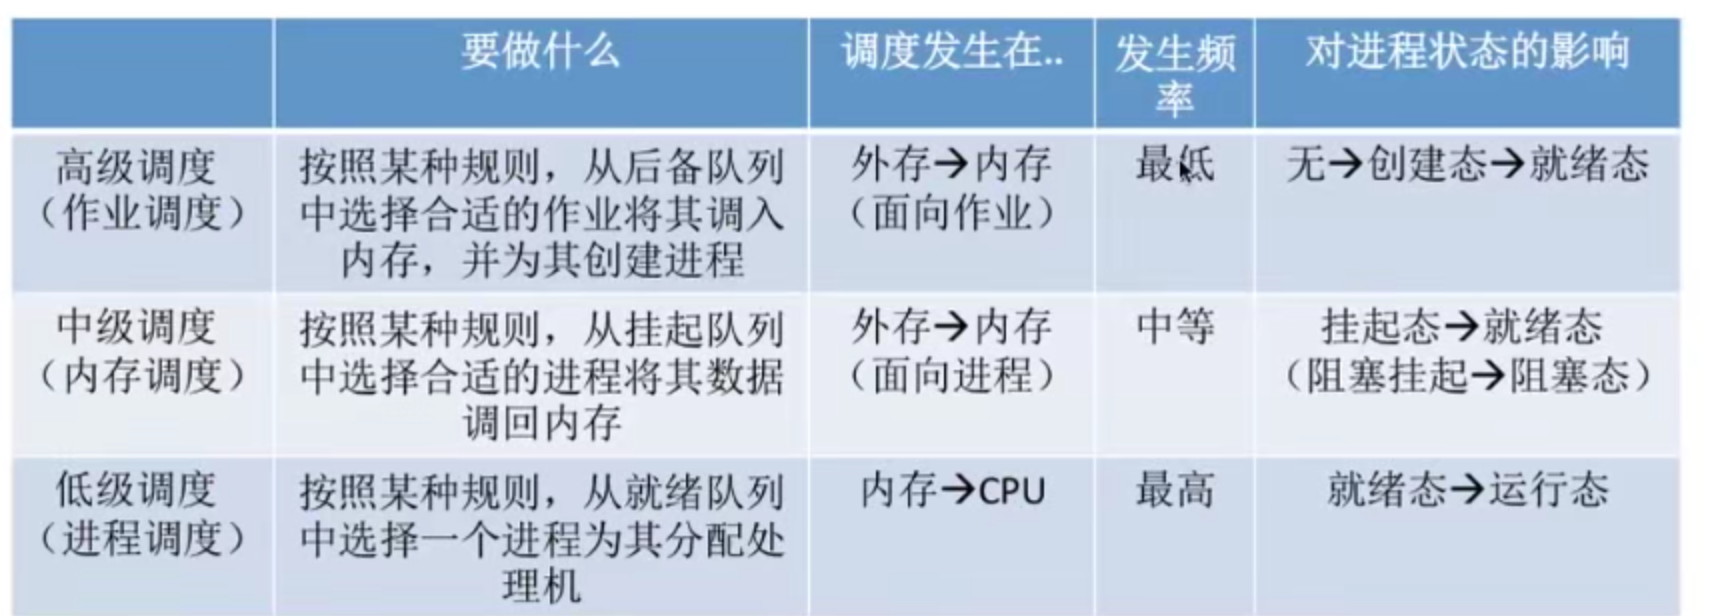 要做什么
调度发生在..
发生频
率
对进程状态的影响
高级调度
（作业调度）
按照某种规则，从后备队列
中选择合适的作业将其调入
内存，并为其创建进程
外存→内存
（面向作业）
最低
无→创建态→就绪态
中级调度
（内存调度）
按照某种规则，从挂起队列
中选择合适的进程将其数据
调回内存
外存→内存
（面向进程）
中等
挂起态→就绪态
（阻塞挂起→阻塞态）
低级调度
（进程调度）
按照某种规则，从就绪队列
中选择一个进程为其分配处
理机
内存→CPU
最高
就绪态→运行态